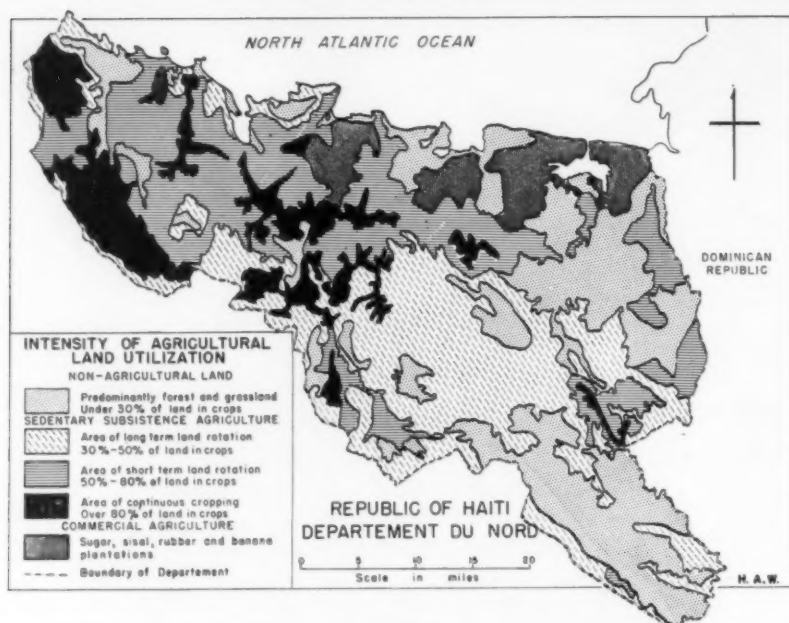 NORTH ATLANTIC OCEAN
DOMINICAN
REPUBLIC
INTENSITY OF AGRICULTURAL
LAND UTILIZATION
NON-AGRICULTURAL LAND
Predominantly forest and grassland
Under 30% of land in crops
SEDENTARY SUBSISTENCE AGRICULTURE
Area of long term land rotation
30%-50% of land in crops
Area of short term land rotation
50%-80% of land in crops
Area of continuous cropping
Over 80% of land in crops
COMMERCIAL AGRICULTURE
Sugar, sisal, rubber and banane
plantations
Boundary of Departement
REPUBLIC OF HAITI
DEPARTEMENT DU NORD
0 5 10 15 20
Scale in miles
H. A. W.